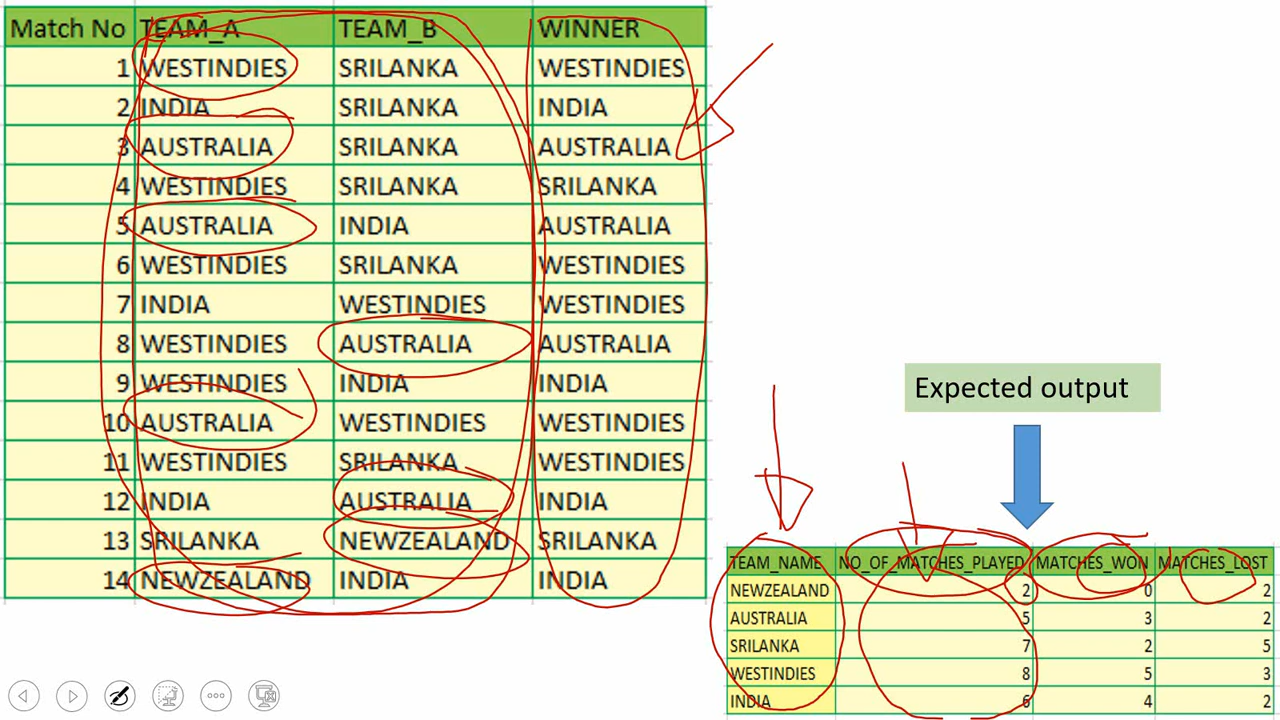 Match No TEAM_A TEAM_B WINNER
1 WESTINDIES SRILANKA WESTINDIES
2 INDIA SRILANKA INDIA
3 AUSTRALIA SRILANKA AUSTRALIA
4 WESTINDIES SRILANKA SRILANKA
5 AUSTRALIA INDIA AUSTRALIA
6 WESTINDIES SRILANKA WESTINDIES
7 INDIA WESTINDIES WESTINDIES
8 WESTINDIES AUSTRALIA AUSTRALIA
9 WESTINDIES INDIA INDIA
10 AUSTRALIA WESTINDIES WESTINDIES
11 WESTINDIES SRILANKA WESTINDIES
12 INDIA AUSTRALIA INDIA
13 SRILANKA NEWZEALAND SRILANKA
14 NEWZEALAND INDIA INDIA
Expected output
TEAM_NAME NO_OF_MATCHES_PLAYED MATCHES_WON MATCHES_LOST
NEWZEALAND 2 0 2
AUSTRALIA 5 3 2
SRILANKA 7 2 5
WESTINDIES 8 5 3
INDIA 6 4 2